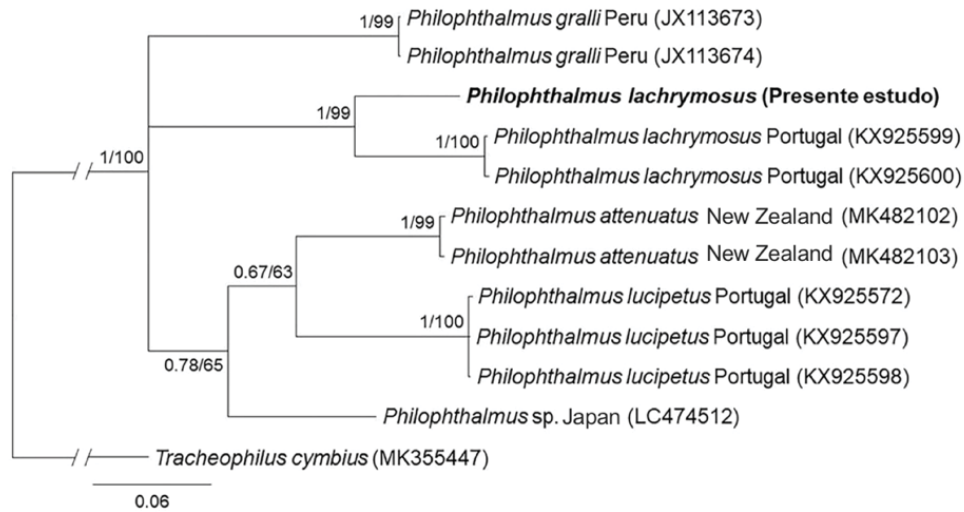 1/99 Philophthalmus gralli Peru (JX113673)
Philophthalmus gralli Peru (JX113674)
Philophthalmus lachrymosus (Presente estudo)
1/99
1/100 Philophthalmus lachrymosus Portugal (KX925599)
1/100
Philophthalmus lachrymosus Portugal (KX925600)
1/99 Philophthalmus attenuatus New Zealand (MK482102)
Philophthalmus attenuatus New Zealand (MK482103)
0.67/63
Philophthalmus lucipetus Portugal (KX925572)
1/100
Philophthalmus lucipetus Portugal (KX925597)
0.78/65
Philophthalmus lucipetus Portugal (KX925598)
Philophthalmus sp. Japan (LC474512)
Tracheophilus cymbius (MK355447)
0.06